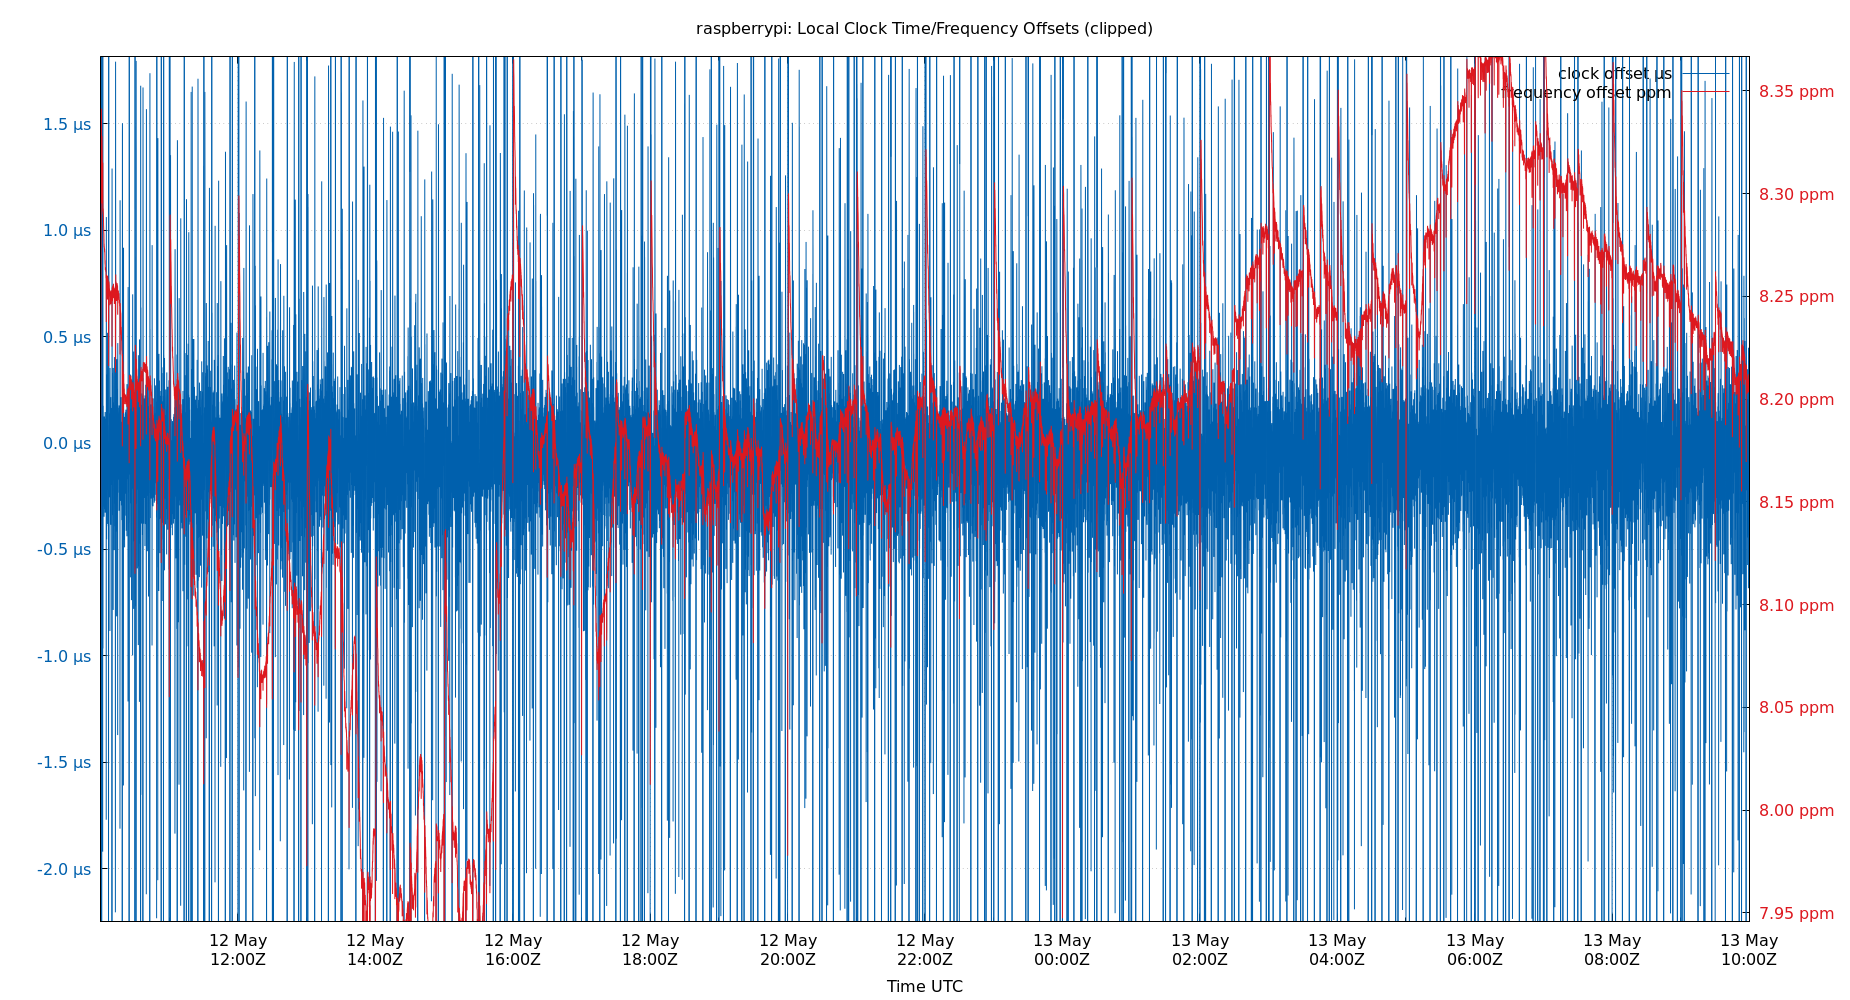 raspberrypi: Local Clock Time/Frequency Offsets (clipped)
clock offset µs
frequency offset ppm
1.5 µs
1.0 µs
0.5 µs
0.0 µs
-0.5 µs
-1.0 µs
-1.5 µs
-2.0 µs
8.35 ppm
8.30 ppm
8.25 ppm
8.20 ppm
8.15 ppm
8.10 ppm
8.05 ppm
8.00 ppm
7.95 ppm
12 May 12 May 12 May 12 May 12 May 12 May 13 May 13 May 13 May 13 May 13 May 13 May
12:00Z 14:00Z 16:00Z 18:00Z 20:00Z 22:00Z 00:00Z 02:00Z 04:00Z 06:00Z 08:00Z 10:00Z
Time UTC